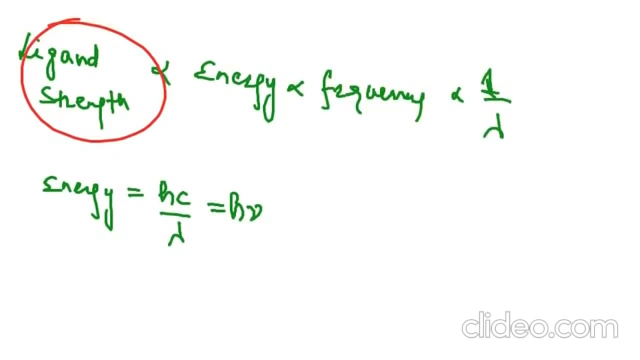 Ligand Strength ∝ Energy ∝ frequency ∝ 1/λ
Energy = hc/λ = hν
clideo.com